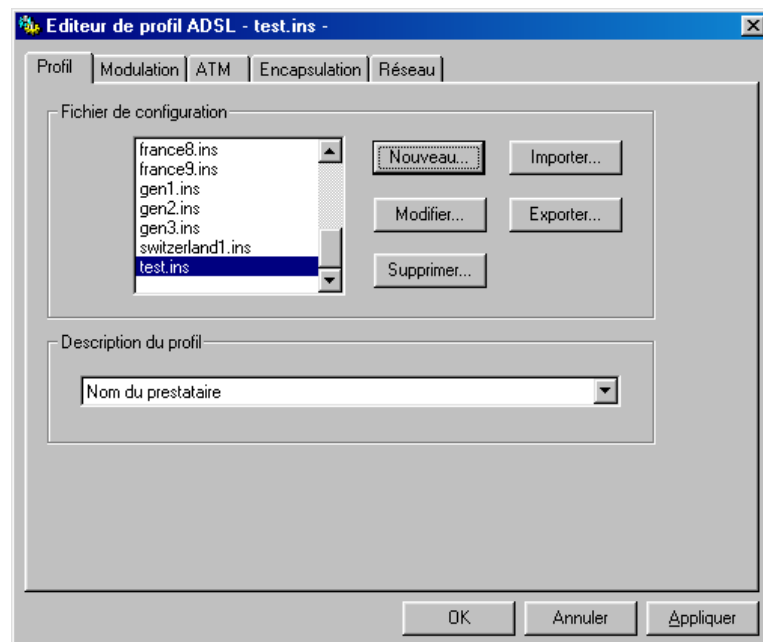 Editeur de profil ADSL - test.ins -
Profil Modulation ATM Encapsulation Réseau
Fichier de configuration
france8.ins
france9.ins
gen1.ins
gen2.ins
gen3.ins
switzerland1.ins
test.ins
Nouveau... Importer...
Modifier... Exporter...
Supprimer...
Description du profil
Nom du prestataire
OK Annuler Appliquer